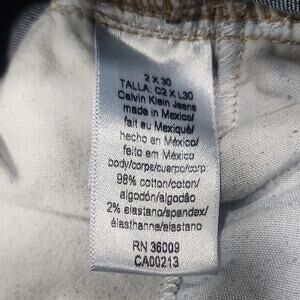 2 X 30
TALLA: C2 X L30
Calvin Klein Jeans
made in Mexico/
fait au Mexique/
hecho en México/
feito em México
body/corps/cuerpo/corp
98% cotton/coton/
algodón/algodão
2% elastano/spandex/
élasthanne/elastano
RN 36009
CA00213